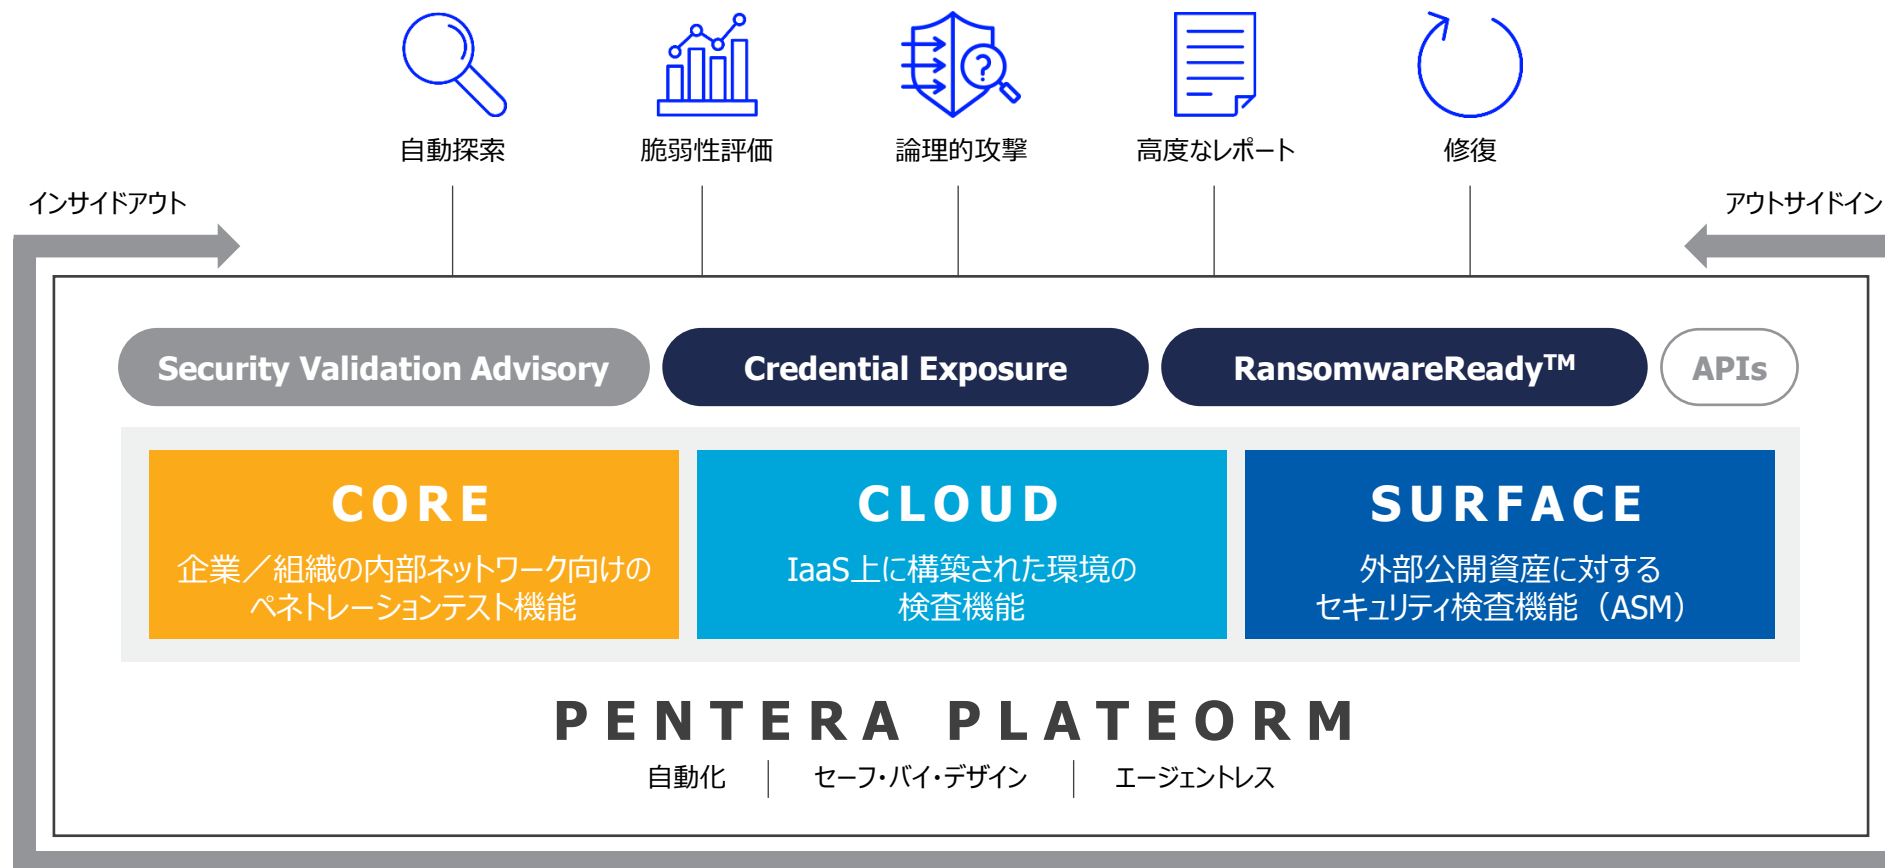 自動探索
脆弱性評価
論理的攻撃
高度なレポート
修復
インサイドアウト
アウトサイドイン
Security Validation Advisory
Credential Exposure
RansomwareReady™
APIs
CORE
企業／組織の内部ネットワーク向けの
ペネトレーションテスト機能
CLOUD
IaaS上に構築された環境の
検査機能
SURFACE
外部公開資産に対する
セキュリティ検査機能（ASM）
PENTERA PLATEORM
自動化
セーフ・バイ・デザイン
エージェントレス